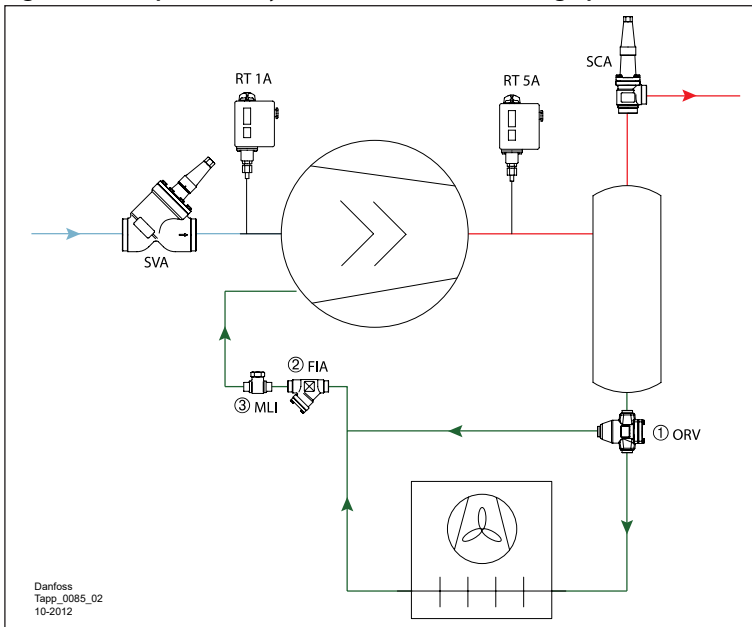 RT 1A
RT 5A
SCA
SVA
② FIA
③ MLI
① ORV
Danfoss
Tapp_0085_02
10-2012